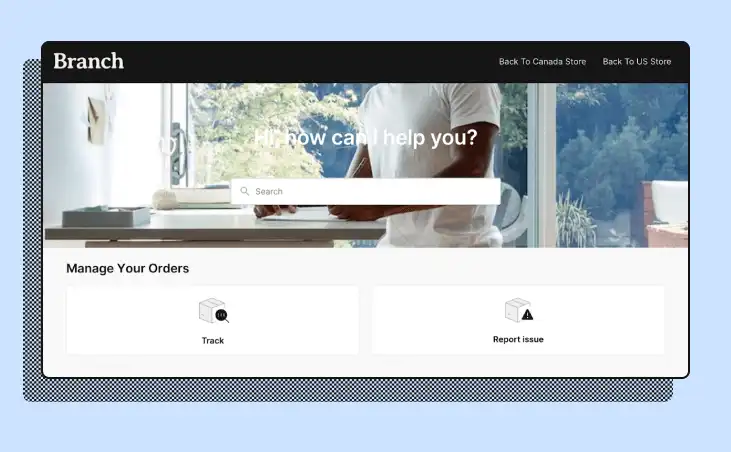 Branch
Back To Canada Store
Back To US Store
Hi, how can I help you?
Search
Manage Your Orders
Track
Report issue